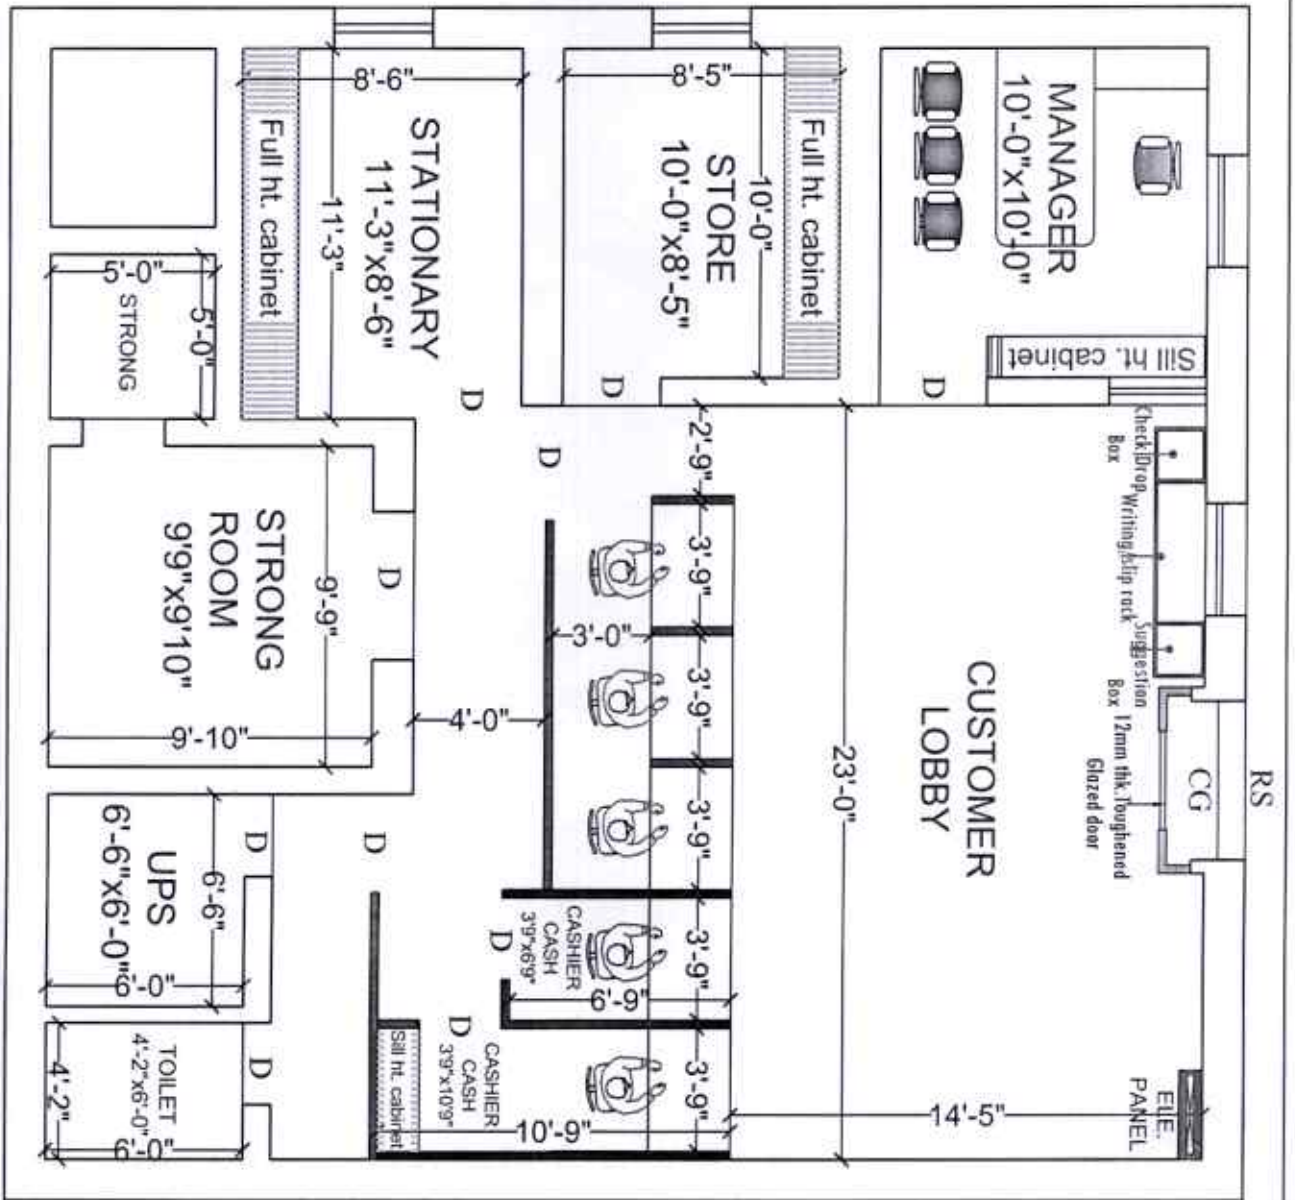 8'-6"
STATIONARY
11'-3"x8'-6"
11'-3"
Full ht. cabinet
8'-5"
STORE
10'-0"x8'-5"
10'-0"
Full ht. cabinet
MANAGER
10'-0"x10'-0"
Sill ht. cabinet
5'-0"
STRONG
5'-0"
D
D
D
D
STRONG
ROOM
9'9"x9'10"
9'-9"
9'-10"
D
4'-0"
3'-0"
2'-9"
3'-9"
3'-9"
3'-9"
3'-9"
3'-9"
23'-0"
CUSTOMER
LOBBY
Check Drop
Box
Writing/slip rack
Suggestion
Box
12mm thk.Toughened
Glazed door
CG
RS
UPS
6'-6"x6'-0"
6'-6"
6'-0"
D
D
CASHIER
CASH
3'9"x6'9"
D
6'-9"
CASHIER
CASH
3'9"x10'9"
D
Sill ht. cabinet
10'-9"
14'-5"
ELE.
PANEL
TOILET
4'-2"x6'-0"
4'-2"
6'-0"
D